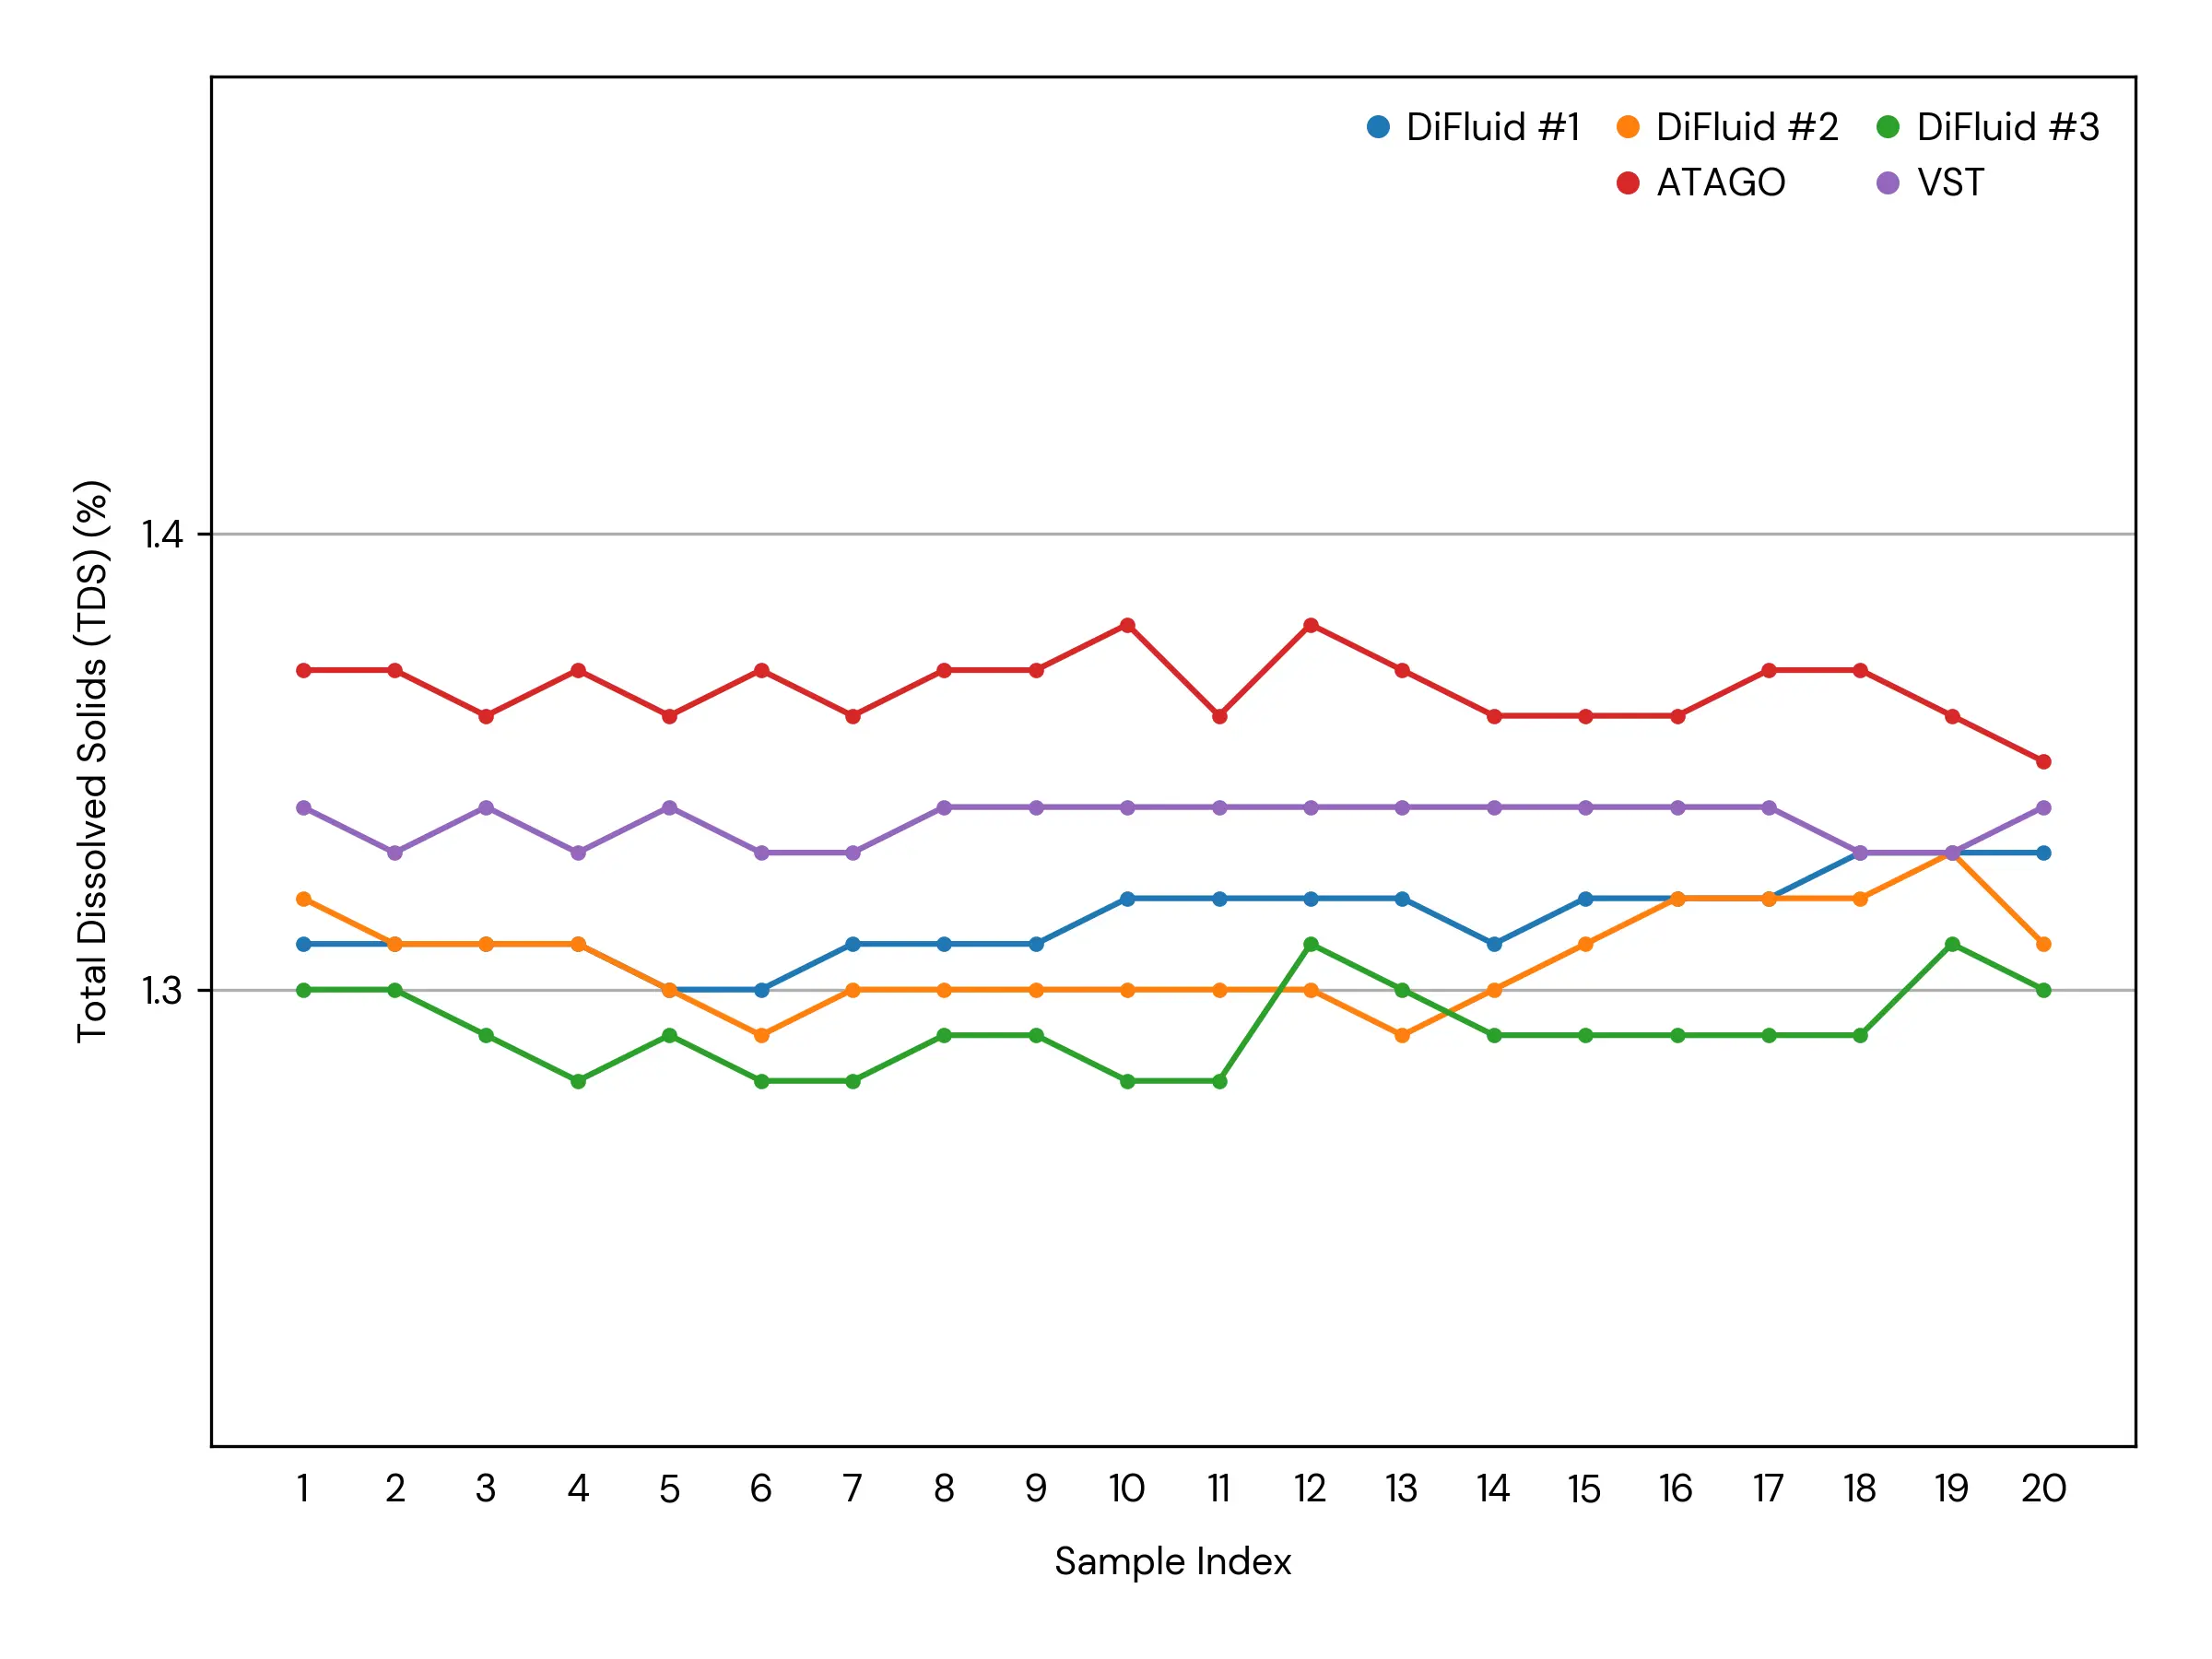 DiFluid #1 DiFluid #2 DiFluid #3
ATAGO VST
Total Dissolved Solids (TDS) (%)
1.4
1.3
1 2 3 4 5 6 7 8 9 10 11 12 13 14 15 16 17 18 19 20
Sample Index